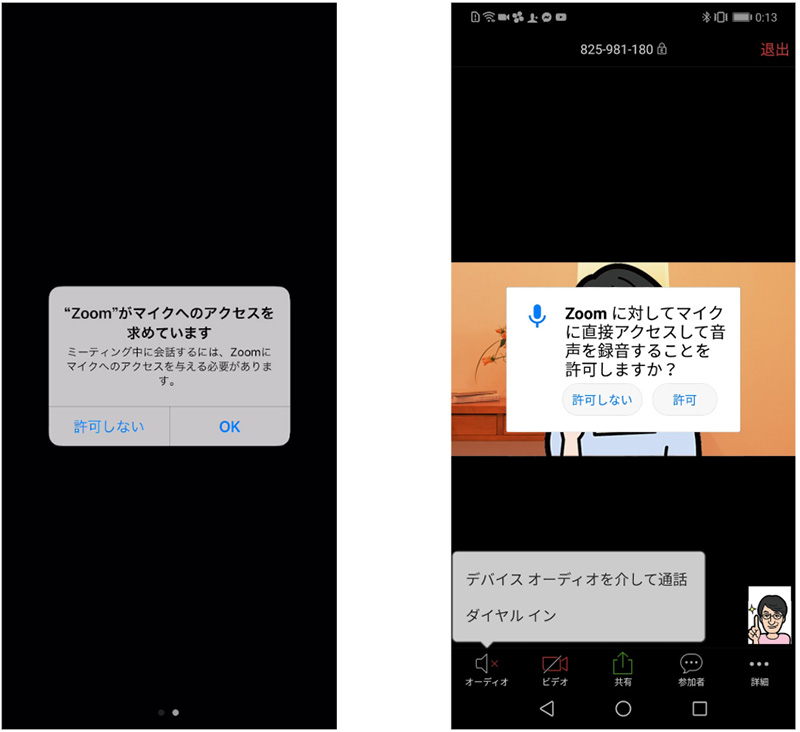 “Zoom”がマイクへのアクセスを
求めています
ミーティング中に会話するには、Zoomに
マイクへのアクセスを与える必要がありま
す。
許可しない
OK
0:13
825-981-180
退出
Zoom に対してマイク
に直接アクセスして音
声を録音することを
許可しますか？
許可しない
許可
デバイス オーディオを介して通話
ダイヤル イン
オーディオ
ビデオ
共有
参加者
詳細